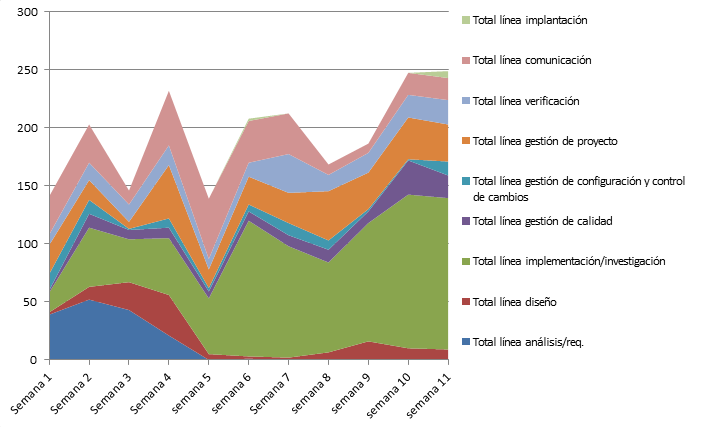 300
250
200
150
100
50
0
Semana 1
Semana 2
Semana 3
Semana 4
semana 5
Semana 6
Semana 7
Semana 8
semana 9
semana 10
semana 11
Total línea implantación
Total línea comunicación
Total línea verificación
Total línea gestión de proyecto
Total línea gestión de configuración y control
de cambios
Total línea gestión de calidad
Total línea implementación/investigación
Total línea diseño
Total línea análisis/req.